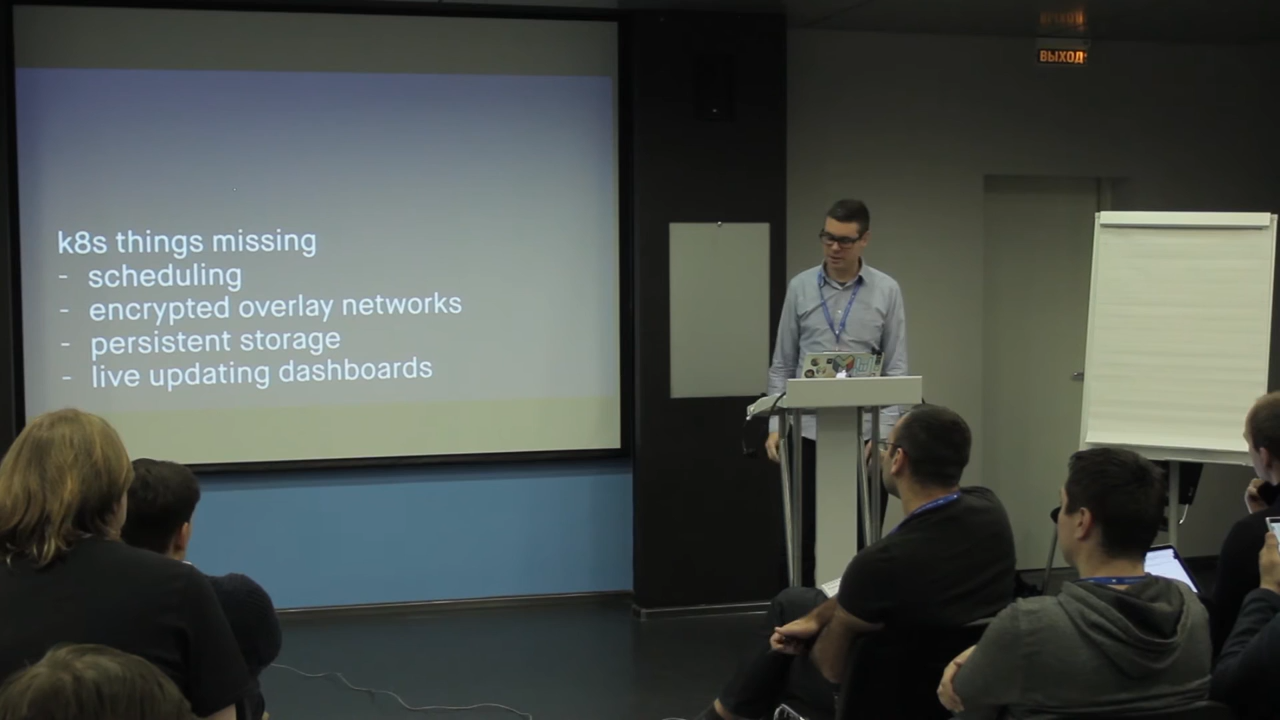 k8s things missing
- scheduling
- encrypted overlay networks
- persistent storage
- live updating dashboards
ВЫХОД